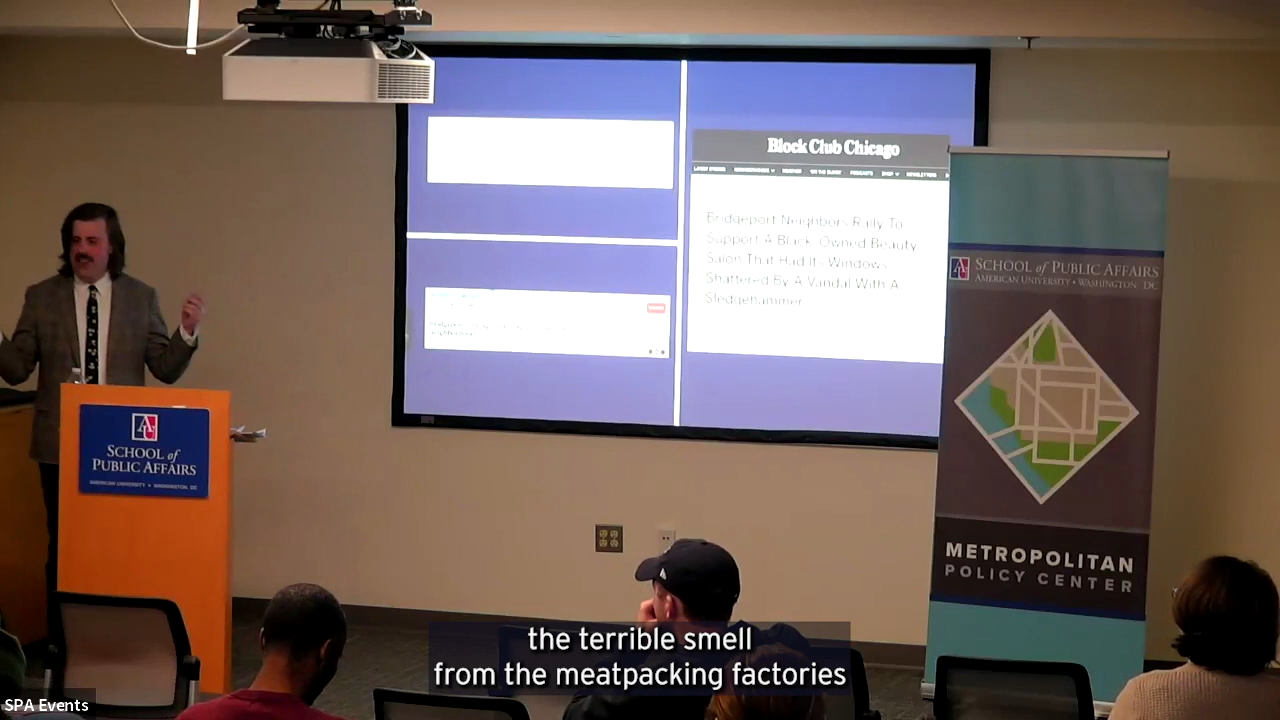 Block Club Chicago
Bridgeport Neighbors Rally To
Support A Black-Owned Beauty
Salon That Had Its Windows
Shattered By A Vandal With A
Sledgehammer
SCHOOL of PUBLIC AFFAIRS
AMERICAN UNIVERSITY • WASHINGTON DC
METROPOLITAN
POLICY CENTER
SCHOOL of
PUBLIC AFFAIRS
AMERICAN UNIVERSITY • WASHINGTON, DC
the terrible smell
from the meatpacking factories
SPA Events